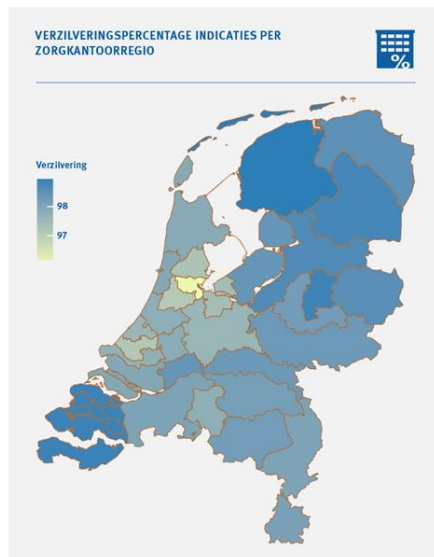 VERZILVERINGSPERCENTAGE INDICATIES PER
ZORGKANTOORREGIO
%
Verzilvering
98
97